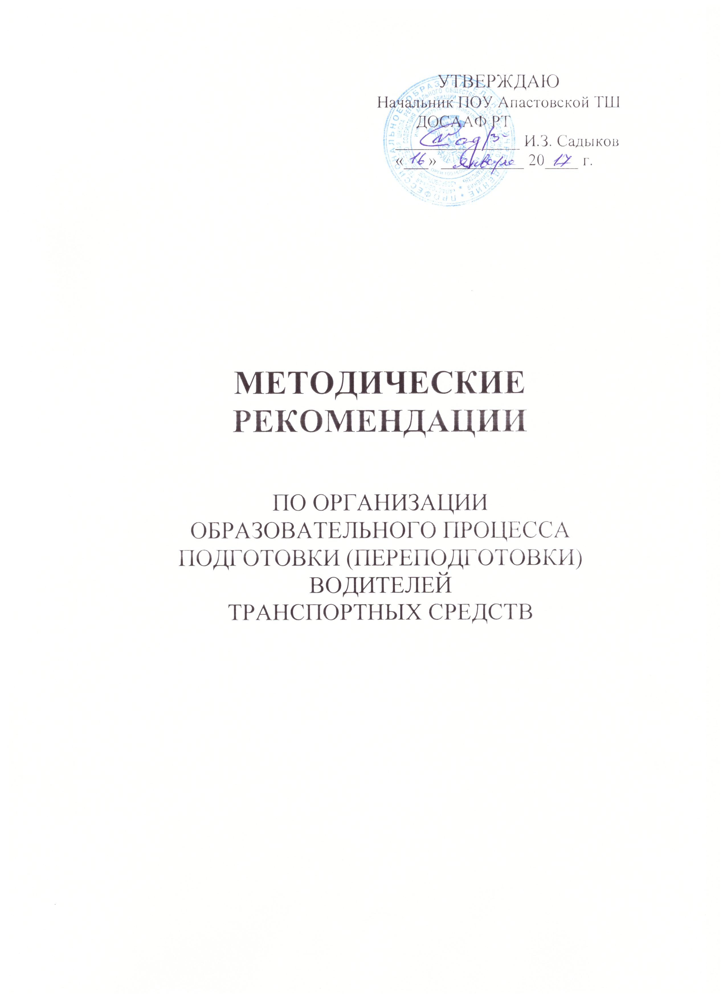 УТВЕРЖДАЮ
Начальник ПОУ Апастовской ТШ
ДОСААФ РТ
И.З. Садыков
«16» января 2017 г.
МЕТОДИЧЕСКИЕ
РЕКОМЕНДАЦИИ
ПО ОРГАНИЗАЦИИ
ОБРАЗОВАТЕЛЬНОГО ПРОЦЕССА
ПОДГОТОВКИ (ПЕРЕПОДГОТОВКИ)
ВОДИТЕЛЕЙ
ТРАНСПОРТНЫХ СРЕДСТВ